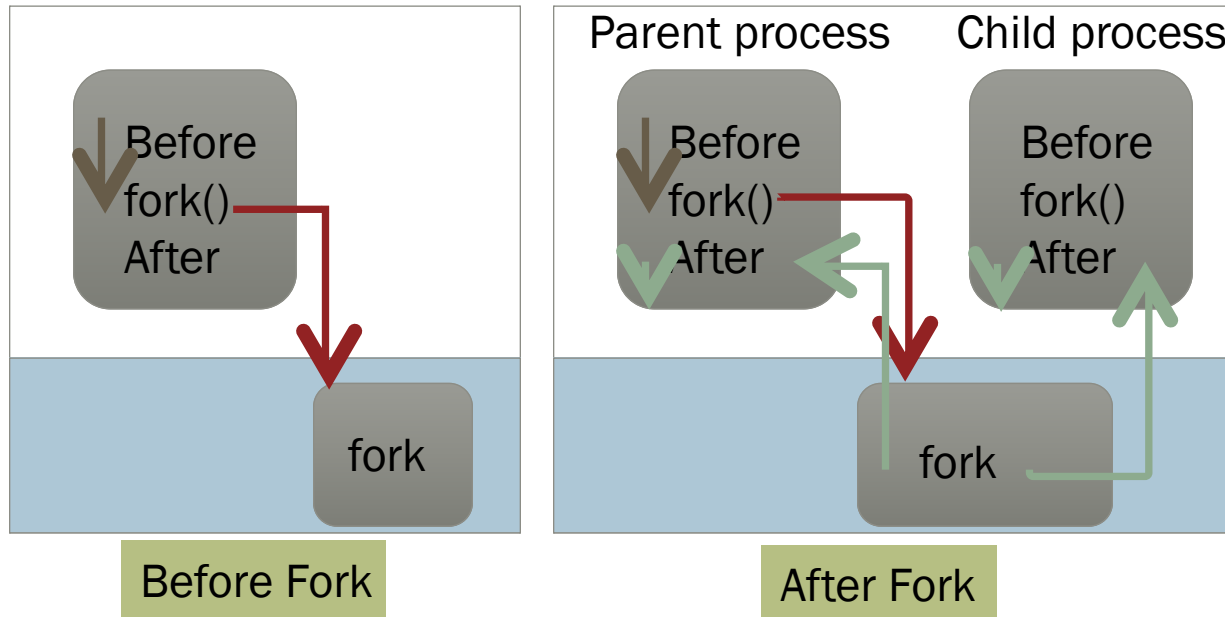 Before
fork()
After
fork
Before Fork
Parent process
Child process
Before
fork()
After
Before
fork()
After
fork
After Fork